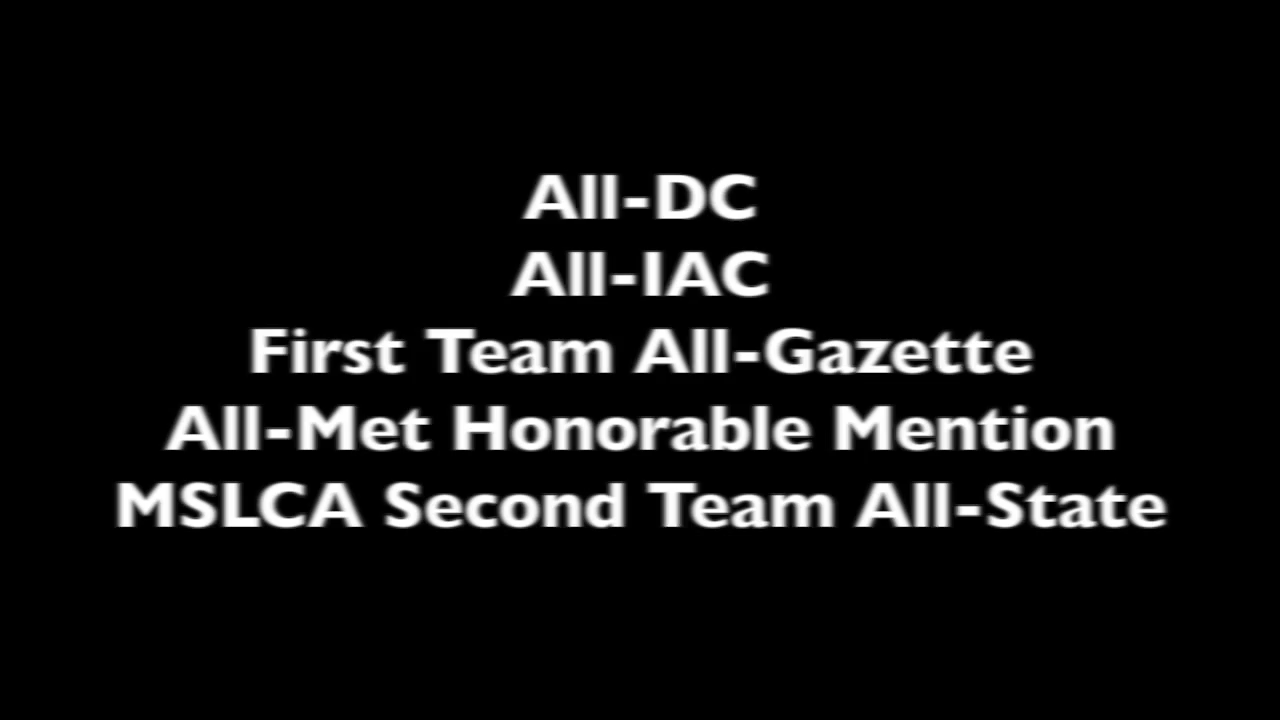 All-DC
All-IAC
First Team All-Gazette
All-Met Honorable Mention
MSLCA Second Team All-State